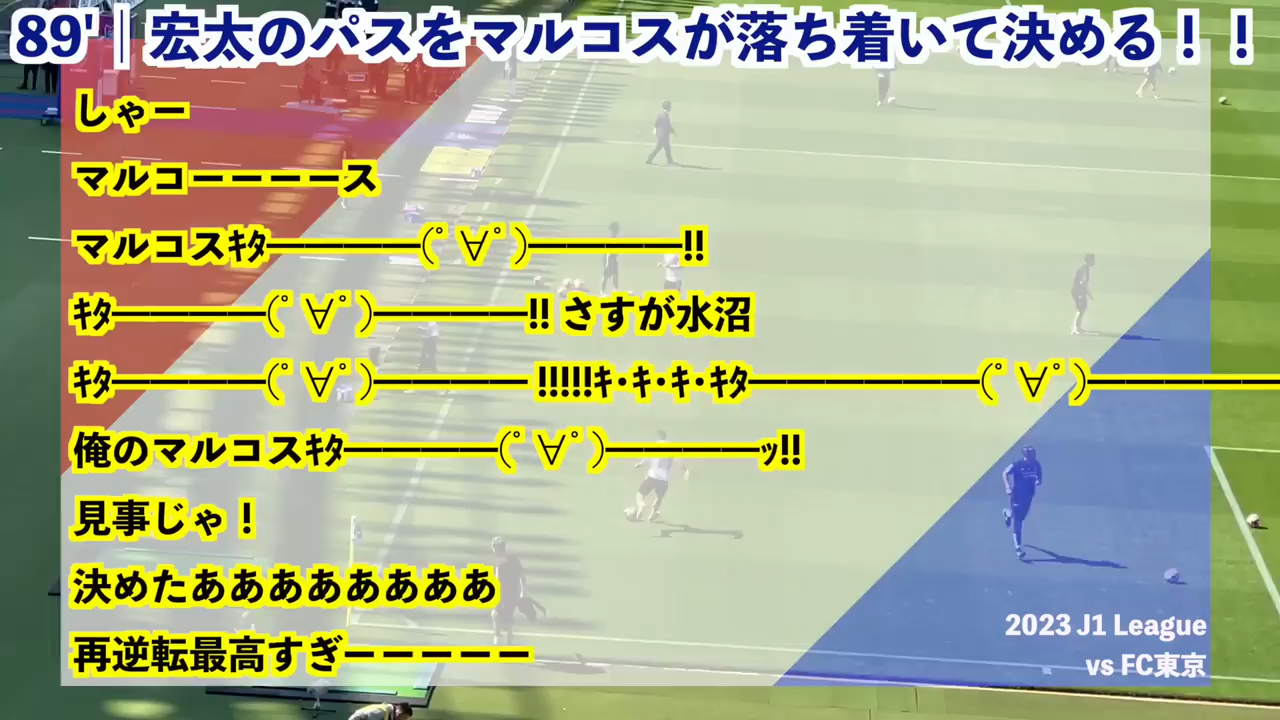 89'｜宏太のパスをマルコスが落ち着いて決める！！
しゃー
マルコーーーース
マルコスｷﾀ━━━━(ﾟ∀ﾟ)━━━━!!
ｷﾀ━━━━(ﾟ∀ﾟ)━━━━!! さすが水沼
ｷﾀ━━━━(ﾟ∀ﾟ)━━━━ !!!!!ｷ･ｷ･ｷ･ｷﾀ━━━━━━(ﾟ∀ﾟ)━━━━━
俺のマルコスｷﾀ━━━━(ﾟ∀ﾟ)━━━━ｯ!!
見事じゃ！
決めたああああああああ
再逆転最高すぎーーーーー
2023 J1 League
vs FC東京